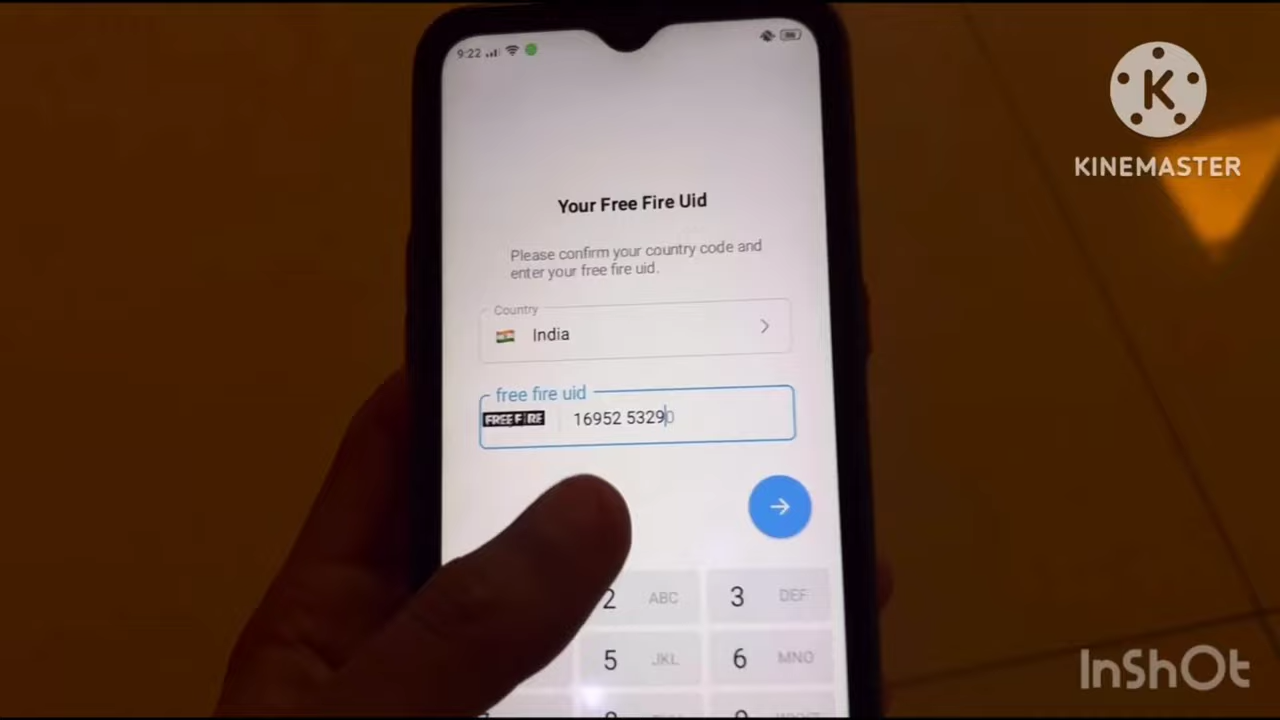 9:22
KINEMASTER
Your Free Fire Uid
Please confirm your country code and
enter your free fire uid.
Country
India
free fire uid
FREE FIRE 16952 53290
2 ABC 3 DEF
5 JKL 6 MNO
InShOt